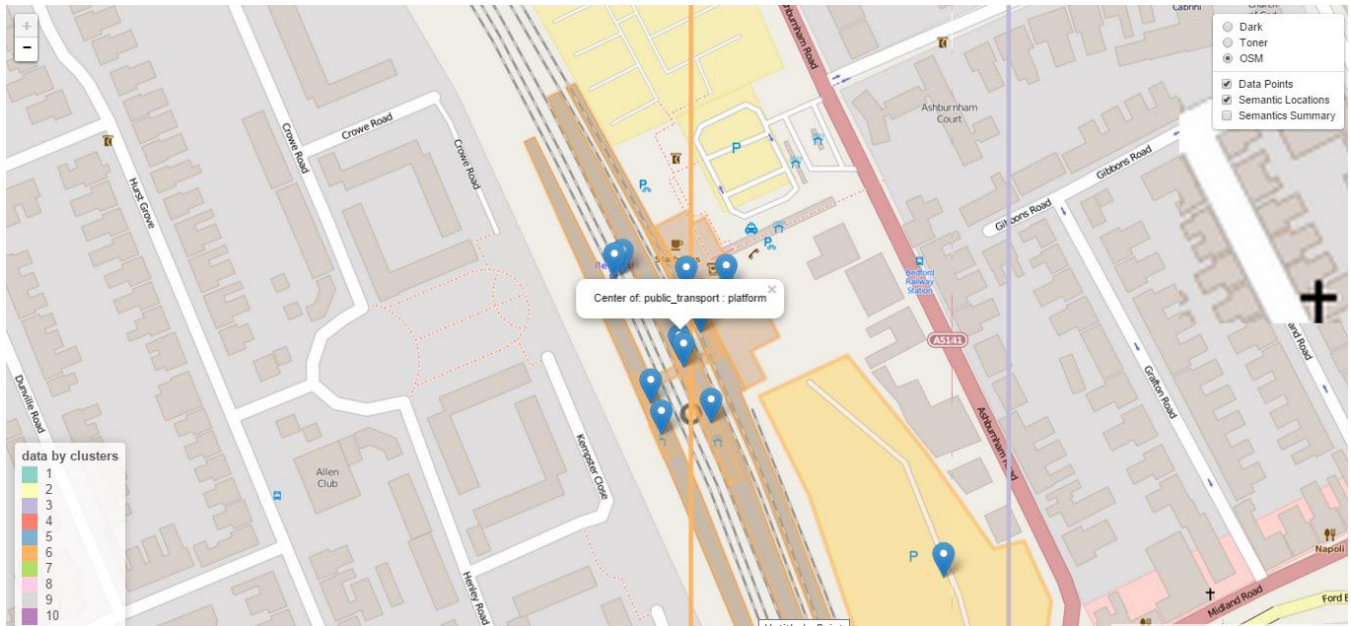 +
−
Dark
Toner
OSM
Data Points
Semantic Locations
Semantics Summary
Cabrini
Church
Ashburnham Road
Ashburnham
Court
Crowe Road
Crowe Road
Crowe Road
Hurst Grove
Gibbons Road
Gibbons Road
P
P
P
Bedford
Railway
Station
×
Center of: public_transport : platform
A5141
Grafton Road
Dunville Road
Ashburnham Road
Kempster Close
Allen
Club
P
Henley Road
Napoli
Midland Road
Ford
data by clusters
1
2
3
4
5
6
7
8
9
10